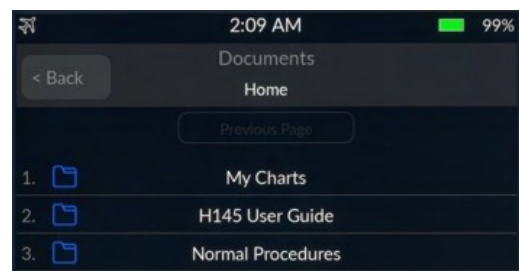 2:09 AM 99%
Documents
< Back
Home
Previous Page
1. My Charts
2. H145 User Guide
3. Normal Procedures